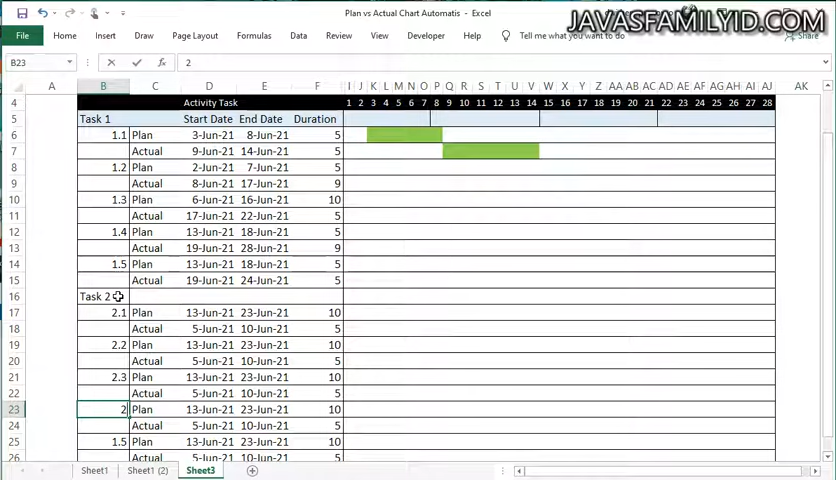 Plan vs Actual Chart Automatis - Excel
JAVASFAMILYID.COM
File Home Insert Draw Page Layout Formulas Data Review View Developer Help Tell me what you want to do Share
B23 fx 2
A B C D E F I J K L M N O P Q R S T U V W X Y Z AA AB AC AD AE AF AG AH AI AJ AK
4 Activity Task 1 2 3 4 5 6 7 8 9 10 11 12 13 14 15 16 17 18 19 20 21 22 23 24 25 26 27 28
5 Task 1 Start Date End Date Duration
6 1.1 Plan 3-Jun-21 8-Jun-21 5
7 Actual 9-Jun-21 14-Jun-21 5
8 1.2 Plan 2-Jun-21 7-Jun-21 5
9 Actual 8-Jun-21 17-Jun-21 9
10 1.3 Plan 6-Jun-21 16-Jun-21 10
11 Actual 17-Jun-21 22-Jun-21 5
12 1.4 Plan 13-Jun-21 18-Jun-21 5
13 Actual 19-Jun-21 28-Jun-21 9
14 1.5 Plan 13-Jun-21 18-Jun-21 5
15 Actual 19-Jun-21 24-Jun-21 5
16 Task 2
17 2.1 Plan 13-Jun-21 23-Jun-21 10
18 Actual 5-Jun-21 10-Jun-21 5
19 2.2 Plan 13-Jun-21 23-Jun-21 10
20 Actual 5-Jun-21 10-Jun-21 5
21 2.3 Plan 13-Jun-21 23-Jun-21 10
22 Actual 5-Jun-21 10-Jun-21 5
23 2 Plan 13-Jun-21 23-Jun-21 10
24 Actual 5-Jun-21 10-Jun-21 5
25 1.5 Plan 13-Jun-21 23-Jun-21 10
26 Actual 5-Jun-21 10-Jun-21 5
Sheet1 Sheet1 (2) Sheet3